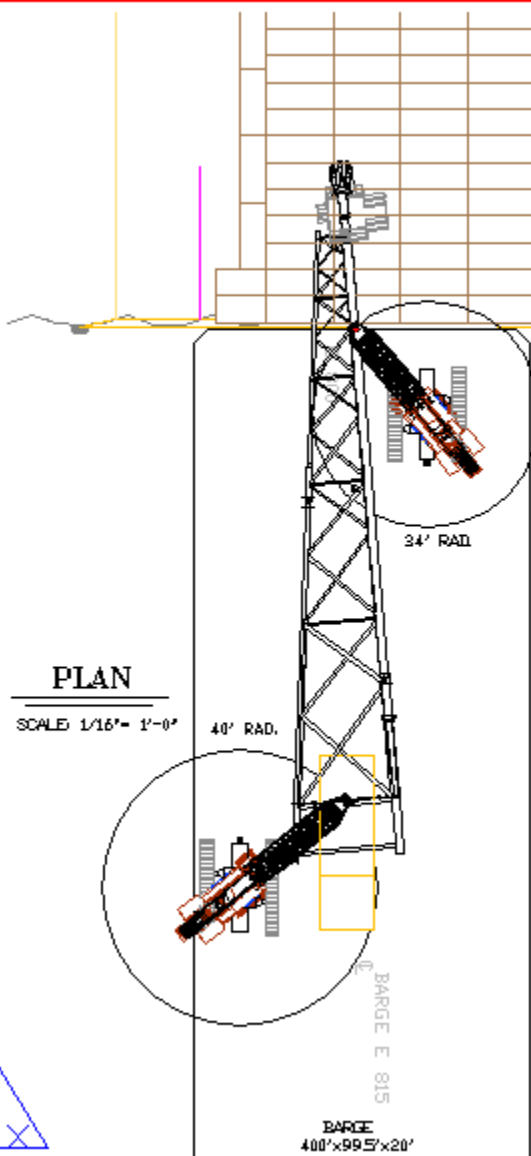 34' RAD.
PLAN
SCALE: 1/16"= 1'-0"
40' RAD.
℄ BARGE E 815
BARGE
400'x99.5'x20'